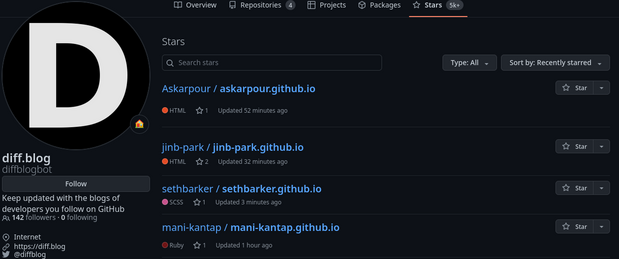 Overview
Repositories 4
Projects
Packages
Stars 5k+
D
diff.blog
diffblogbot
Follow
Keep updated with the blogs of
developers you follow on GitHub
142 followers · 0 following
Internet
https://diff.blog
@diffblog
Stars
Search stars
Type: All
Sort by: Recently starred
Askarpour / askarpour.github.io
Star
HTML 1 Updated 52 minutes ago
jinb-park / jinb-park.github.io
Star
HTML 2 Updated 32 minutes ago
sethbarker / sethbarker.github.io
Star
SCSS 1 Updated 3 minutes ago
mani-kantap / mani-kantap.github.io
Star
Ruby 1 Updated 1 hour ago